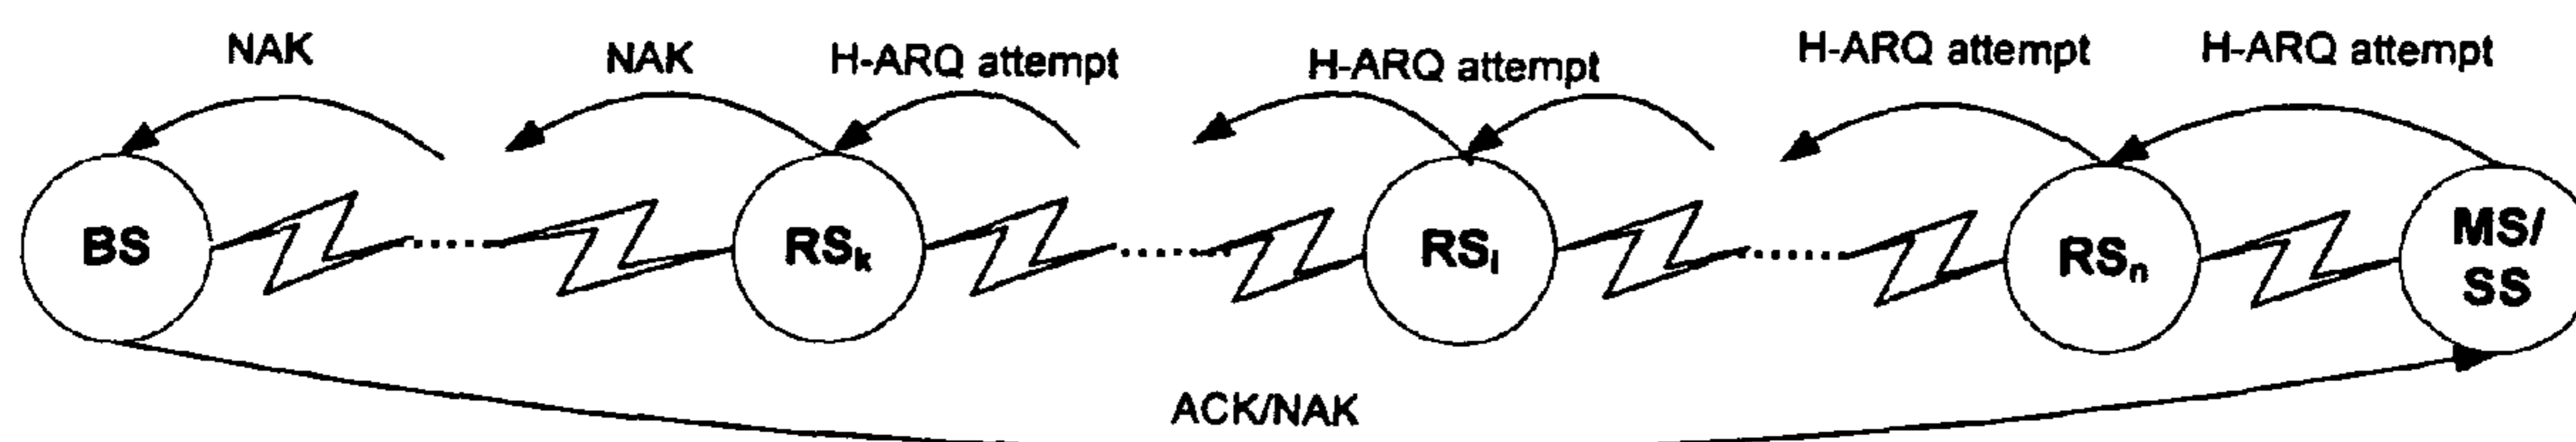 NAK
NAK
H-ARQ attempt
H-ARQ attempt
H-ARQ attempt
H-ARQ attempt
BS
RSk
RSl
RSn
MS/
SS
ACK/NAK